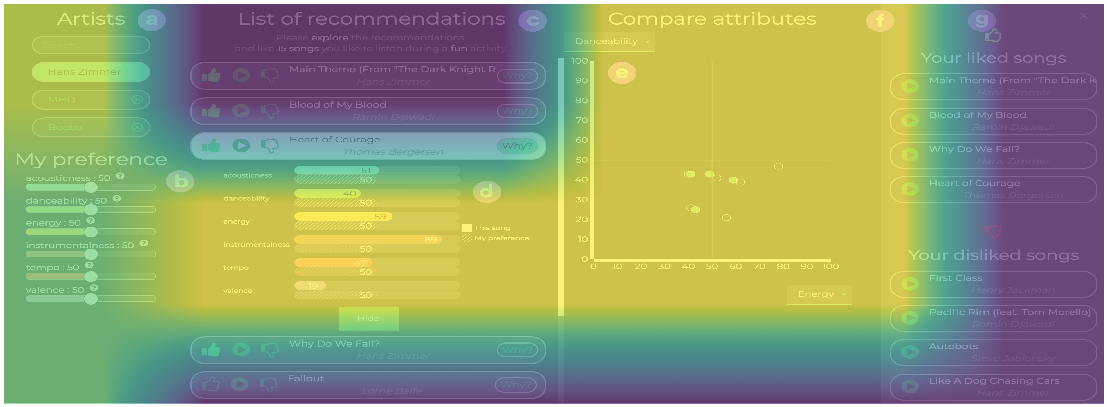 Artists
a
Search...
Hans Zimmer
MHD
Booba
My preference
b
acousticness : 50 ?
danceability : 50 ?
energy : 50 ?
instrumentalness : 50 ?
tempo : 50 ?
valence : 50 ?
List of recommendations
c
Please explore the recommendations
and like 15 songs you like to listen during a fun activity.
Main Theme (From "The Dark Knight R
Hans Zimmer
Why?
Blood of My Blood
Ramin Djawadi
Why?
Heart of Courage
Thomas Bergersen
Why?
d
acousticness 51
50
danceability 40
50
energy 59
50
instrumentalness 89
50
tempo 47
50
valence 19
50
This song
My preference
Hide
Why Do We Fall?
Hans Zimmer
Why?
Fallout
Lorne Balfe
Why?
Compare attributes
f
Danceability
e
100
90
80
70
60
50
40
30
20
10
0
0 10 20 30 40 50 60 70 80 90 100
Energy
g
×
Your liked songs
Main Theme (From "The Dark K
Hans Zimmer
Blood of My Blood
Ramin Djawadi
Why Do We Fall?
Hans Zimmer
Heart of Courage
Thomas Bergersen
Your disliked songs
First Class
Henry Jackman
Pacific Rim (feat. Tom Morello)
Ramin Djawadi
Autobots
Steve Jablonsky
Like A Dog Chasing Cars
Hans Zimmer